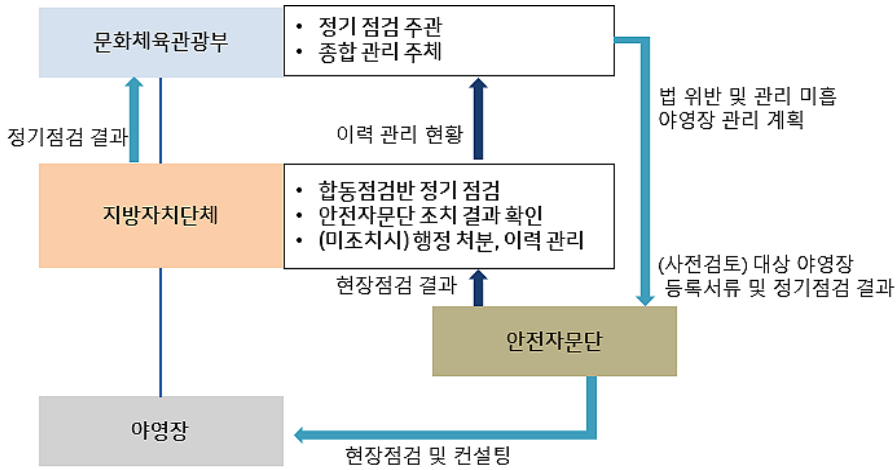 문화체육관광부
• 정기 점검 주관
• 종합 관리 주체
법 위반 및 관리 미흡
야영장 관리 계획
정기점검 결과
이력 관리 현황
지방자치단체
• 합동점검반 정기 점검
• 안전자문단 조치 결과 확인
• (미조치시) 행정 처분, 이력 관리
(사전검토) 대상 야영장
등록서류 및 정기점검 결과
현장점검 결과
안전자문단
야영장
현장점검 및 컨설팅